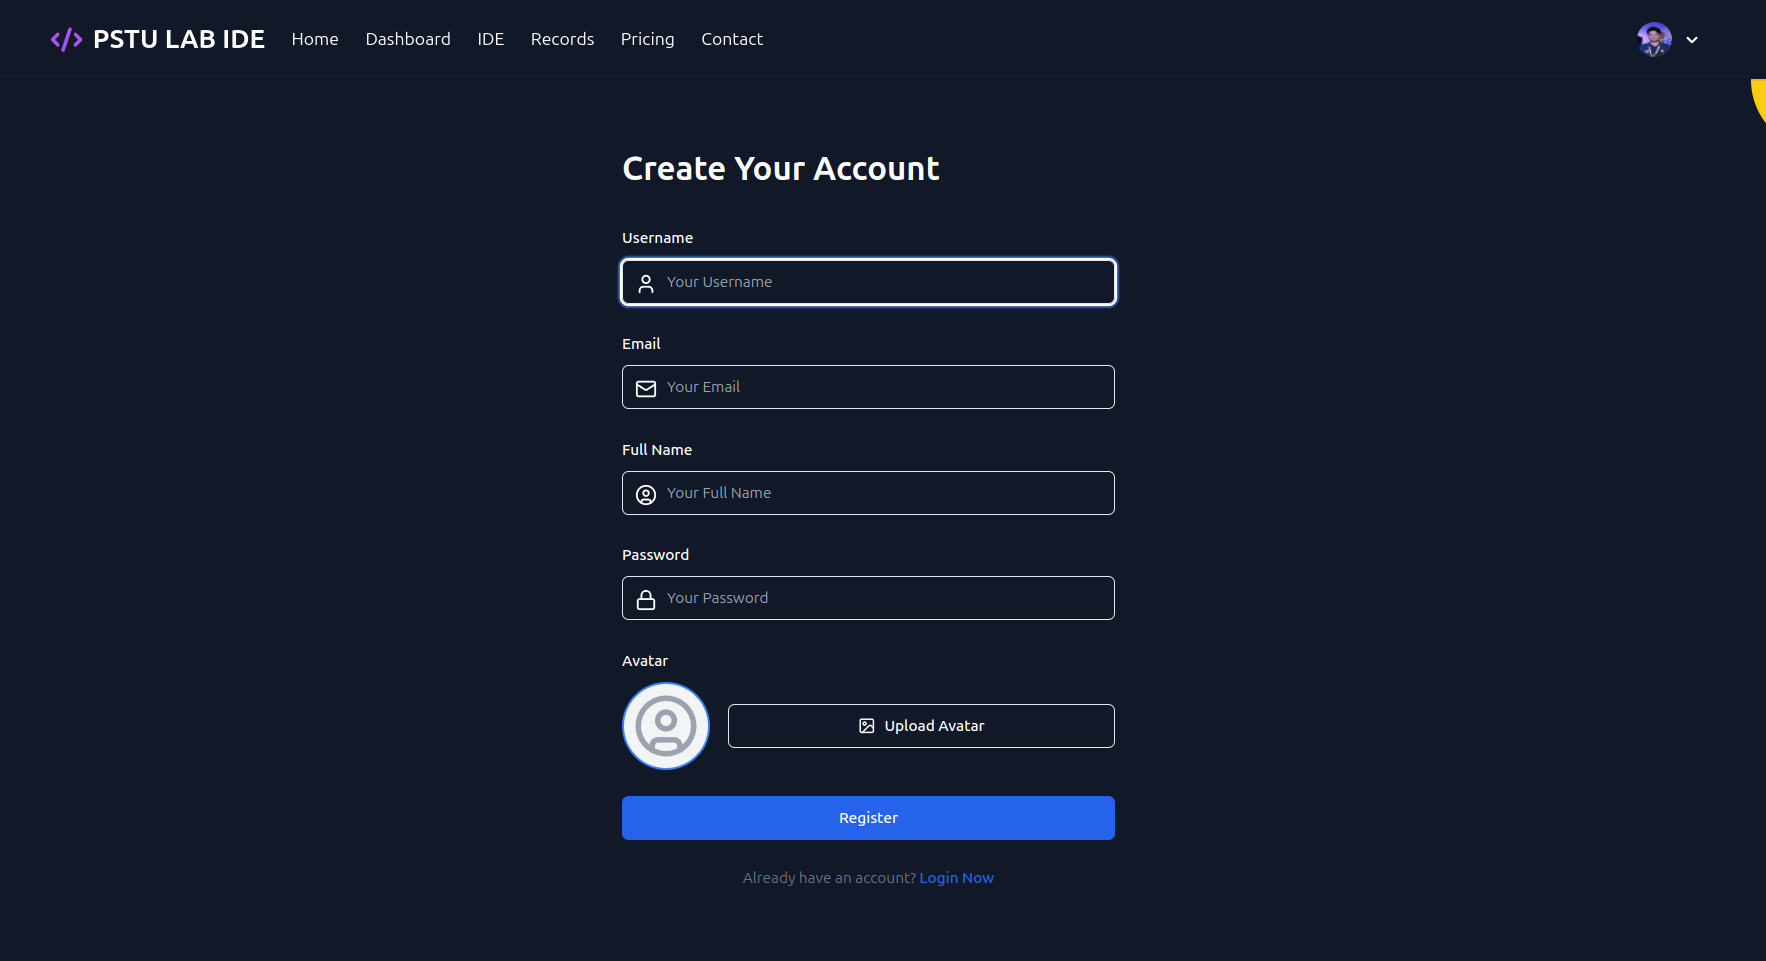 </> PSTU LAB IDE Home Dashboard IDE Records Pricing Contact
Create Your Account
Username
Your Username
Email
Your Email
Full Name
Your Full Name
Password
Your Password
Avatar
Upload Avatar
Register
Already have an account? Login Now